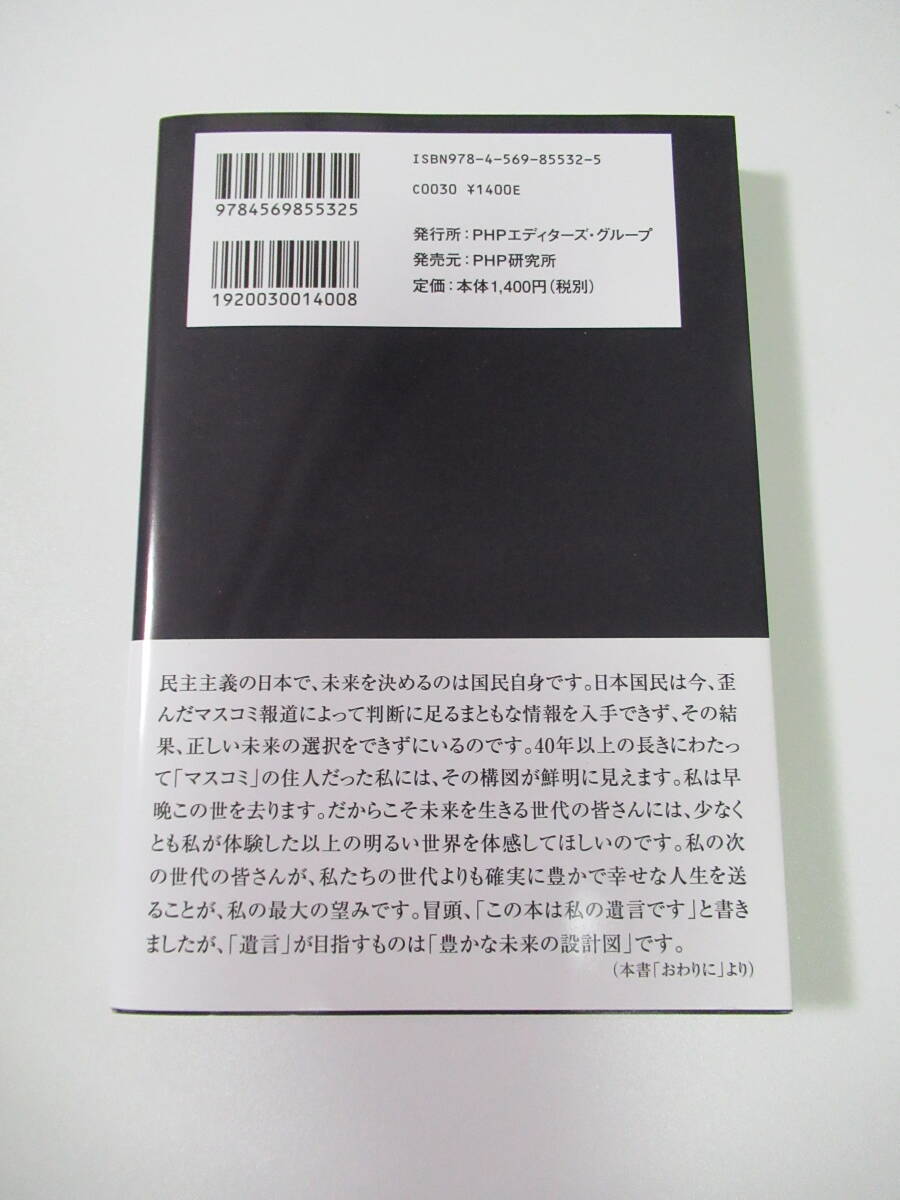 9784569855325
1920030014008
ISBN978-4-569-85532-5
C0030 ¥1400E
発行所：PHPエディターズ・グループ
発売元：PHP研究所
定価：本体1,400円（税別）
民主主義の日本で、未来を決めるのは国民自身です。日本国民は今、歪
んだマスコミ報道によって判断に足るまともな情報を入手できず、その結
果、正しい未来の選択をできずにいるのです。40年以上の長きにわたっ
て「マスコミ」の住人だった私には、その構図が鮮明に見えます。私は早
晩この世を去ります。だからこそ未来を生きる世代の皆さんには、少なく
とも私が体験した以上の明るい世界を体感してほしいのです。私の次
の世代の皆さんが、私たちの世代よりも確実に豊かで幸せな人生を送
ることが、私の最大の望みです。冒頭、「この本は私の遺言です」と書き
ましたが、「遺言」が目指すものは「豊かな未来の設計図」です。
（本書「おわりに」より）